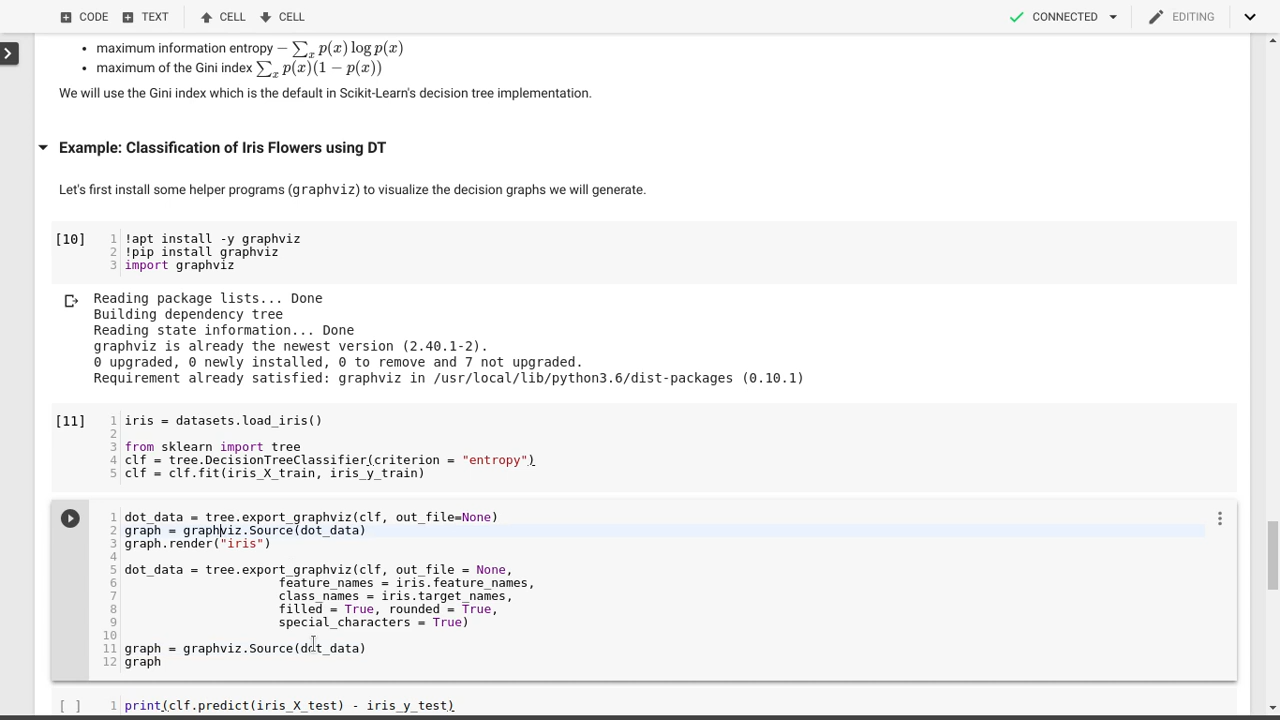 CODE TEXT CELL CELL CONNECTED EDITING
• maximum information entropy − ∑ₓ p(x) log p(x)
• maximum of the Gini index ∑ₓ p(x)(1 − p(x))
We will use the Gini index which is the default in Scikit-Learn's decision tree implementation.
Example: Classification of Iris Flowers using DT
Let's first install some helper programs (graphviz) to visualize the decision graphs we will generate.
[10] 1 !apt install -y graphviz
2 !pip install graphviz
3 import graphviz
Reading package lists... Done
Building dependency tree
Reading state information... Done
graphviz is already the newest version (2.40.1-2).
0 upgraded, 0 newly installed, 0 to remove and 7 not upgraded.
Requirement already satisfied: graphviz in /usr/local/lib/python3.6/dist-packages (0.10.1)
[11] 1 iris = datasets.load_iris()
2
3 from sklearn import tree
4 clf = tree.DecisionTreeClassifier(criterion = "entropy")
5 clf = clf.fit(iris_X_train, iris_y_train)
1 dot_data = tree.export_graphviz(clf, out_file=None)
2 graph = graphviz.Source(dot_data)
3 graph.render("iris")
4
5 dot_data = tree.export_graphviz(clf, out_file = None,
6 feature_names = iris.feature_names,
7 class_names = iris.target_names,
8 filled = True, rounded = True,
9 special_characters = True)
10
11 graph = graphviz.Source(dot_data)
12 graph
[ ] 1 print(clf.predict(iris_X_test) - iris_y_test)